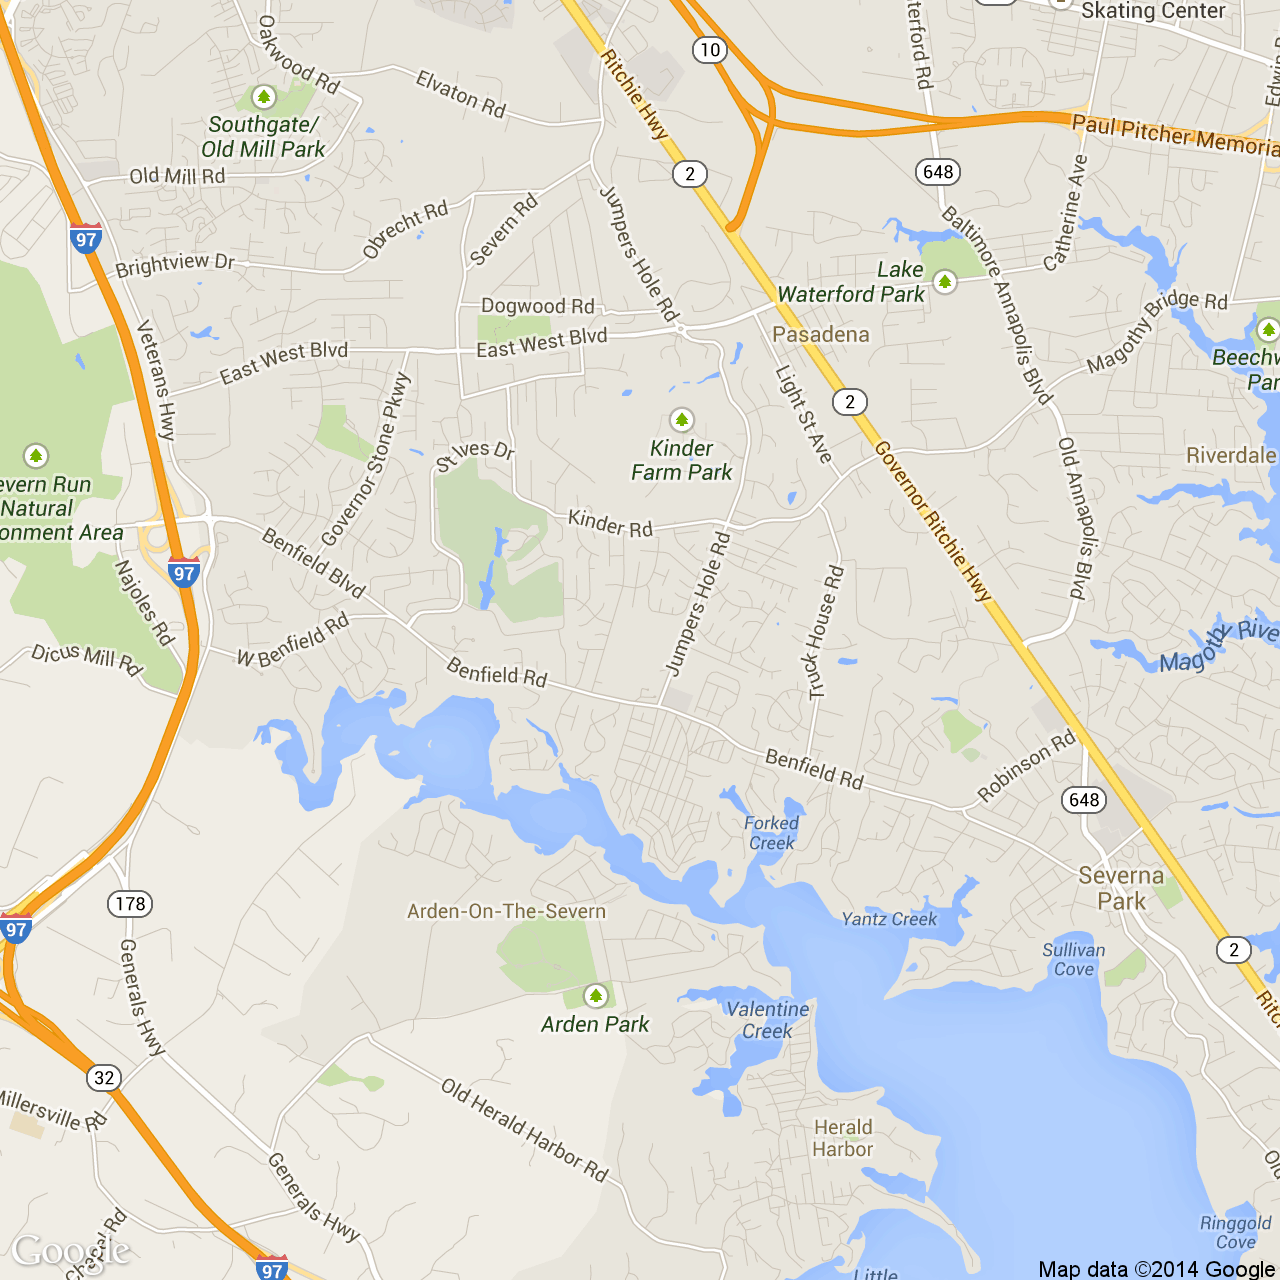 Skating Center
Oakwood Rd
Elvaton Rd
Ritchie Hwy
10
Paul Pitcher Memoria
Southgate/
Old Mill Park
Old Mill Rd
2
648
Catherine Ave
Jumpers Hole Rd
Severn Rd
Obrecht Rd
Baltimore Annapolis Blvd
97
Brightview Dr
Lake
Waterford Park
Dogwood Rd
Magothy Bridge Rd
Veterans Hwy
East West Blvd
East West Blvd
Pasadena
Beechw
Par
Light St Ave
2
Governor Stone Pkwy
Kinder
Farm Park
St Ives Dr
Riverdale
evern Run
Natural
onment Area
Governor Ritchie Hwy
Old Annapolis Blvd
Kinder Rd
Benfield Blvd
97
Najoles Rd
Jumpers Hole Rd
Truck House Rd
W Benfield Rd
Dicus Mill Rd
Magothy River
Benfield Rd
Benfield Rd
Robinson Rd
648
Forked
Creek
Severna
Park
178
Arden-On-The-Severn
Yantz Creek
97
Sullivan
Cove
2
Generals Hwy
Arden Park
Valentine
Creek
32
Millersville Rd
Old Herald Harbor Rd
Herald
Harbor
Generals Hwy
Ringgold
Cove
Google
97
Little
Map data ©2014 Google